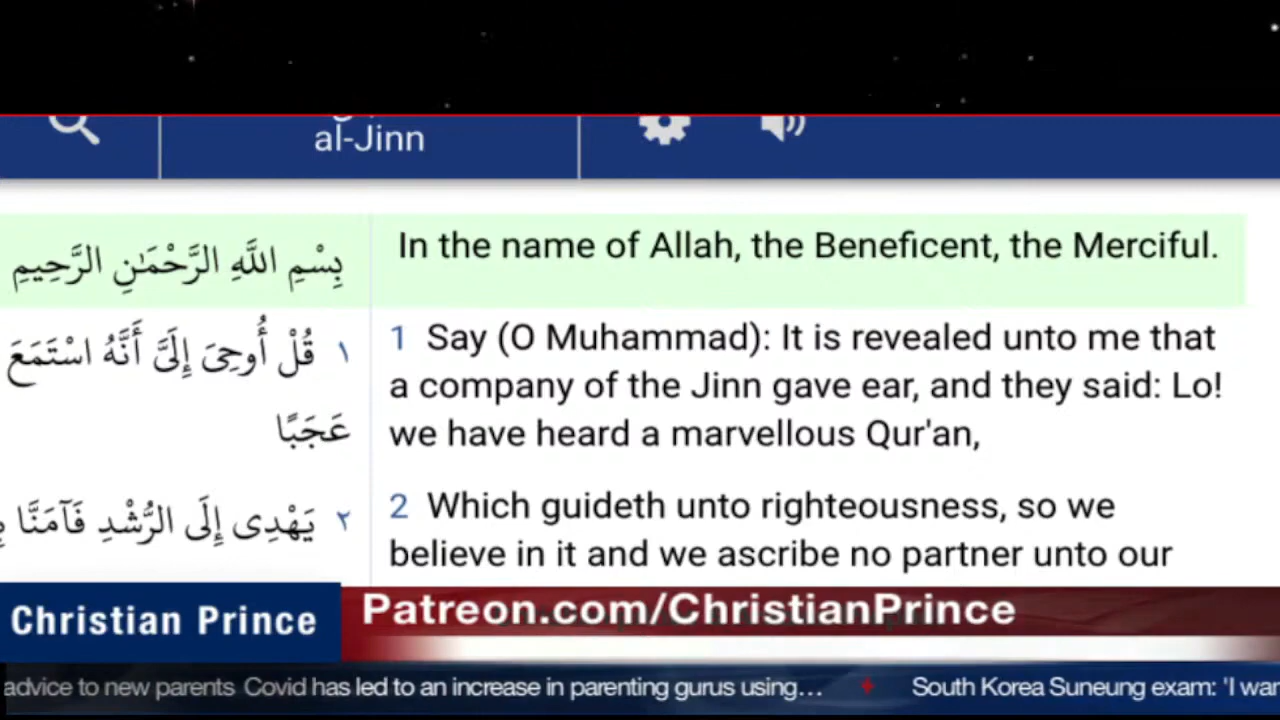 al-Jinn
بِسْمِ اللَّهِ الرَّحْمَٰنِ الرَّحِيمِ
In the name of Allah, the Beneficent, the Merciful.
١ قُلْ أُوحِيَ إِلَيَّ أَنَّهُ اسْتَمَعَ
عَجَبًا
1 Say (O Muhammad): It is revealed unto me that
a company of the Jinn gave ear, and they said: Lo!
we have heard a marvellous Qur'an,
٢ يَهْدِي إِلَى الرُّشْدِ فَآمَنَّا
2 Which guideth unto righteousness, so we
believe in it and we ascribe no partner unto our
Christian Prince
Patreon.com/ChristianPrince
advice to new parents Covid has led to an increase in parenting gurus using... South Korea Suneung exam: 'I